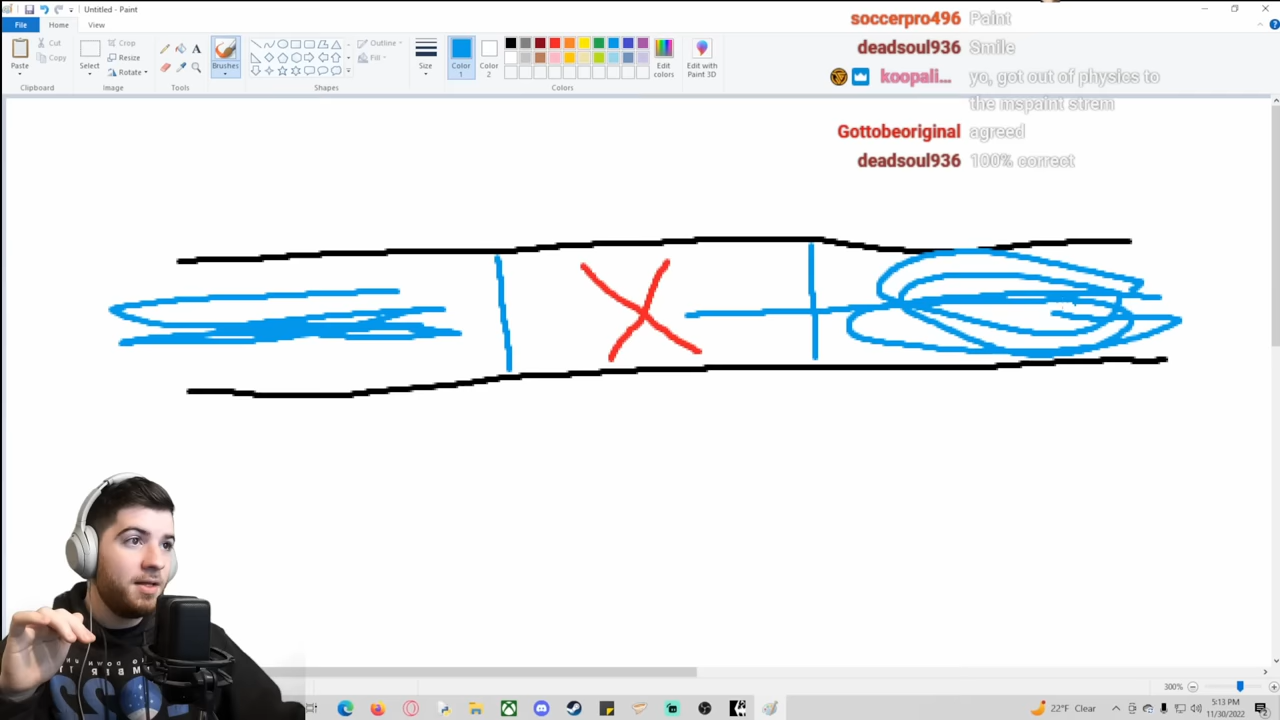 Untitled - Paint
File
Home
View
Paste
Cut
Copy
Clipboard
Select
Crop
Resize
Rotate
Image
Tools
Brushes
Outline
Fill
Shapes
Size
Color 1
Color 2
Edit colors
Colors
Edit with Paint 3D
soccerpro496 Paint
deadsoul936 Smile
koopali... yo, got out of physIes to
the mspaint strem
Gottobeoriginal agreed
deadsoul936 100% correct
300%
22°F Clear
5:13 PM
11/30/2022